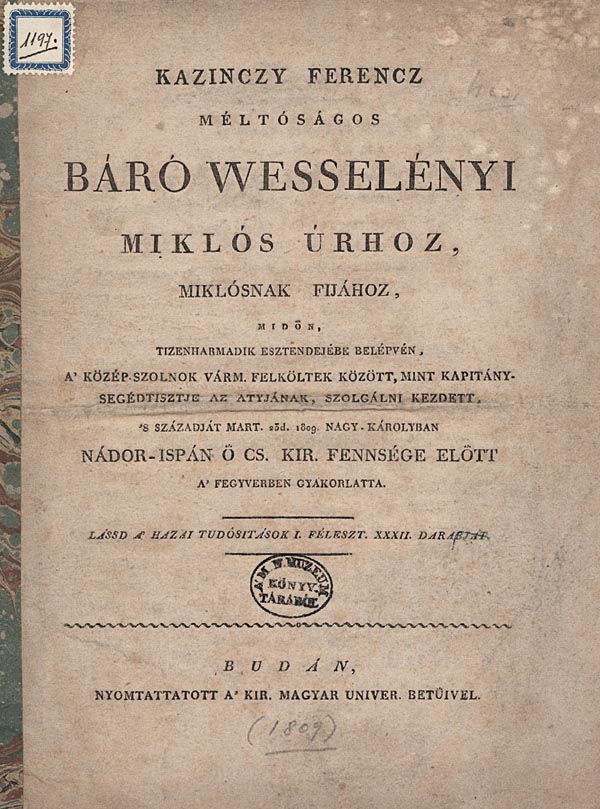 1197.
KAZINCZY FERENCZ
MÉLTÓSÁGOS
BÁRÓ WESSELÉNYI
MIKLÓS ÚRHOZ,
MIKLÓSNAK FIJÁHOZ,
MIDŐN,
TIZENHARMADIK ESZTENDEJÉBE BELÉPVÉN,
A' KÖZÉP-SZOLNOK VÁRM. FELKÖLTEK KÖZÖTT, MINT KAPITÁNY-
SEGÉDTISZTJE AZ ATYJÁNAK, SZOLGÁLNI KEZDETT,
'S SZÁZADJÁT MART. 23d. 1809. NAGY-KÁROLYBAN
NÁDOR-ISPÁN Ő CS. KIR. FENNSÉGE ELŐTT
A' FEGYVERBEN GYAKORLATTA.
LÁSSD A' HAZAI TUDÓSITÁSOK I. FÉLESZT. XXXII. DARABJÁT.
A' M. N. MUZEUM
KÖNYV-
TÁRÁBÓL
BUDÁN,
NYOMTATTATOTT A' KIR. MAGYAR UNIVER. BETŰIVEL.
(1809)